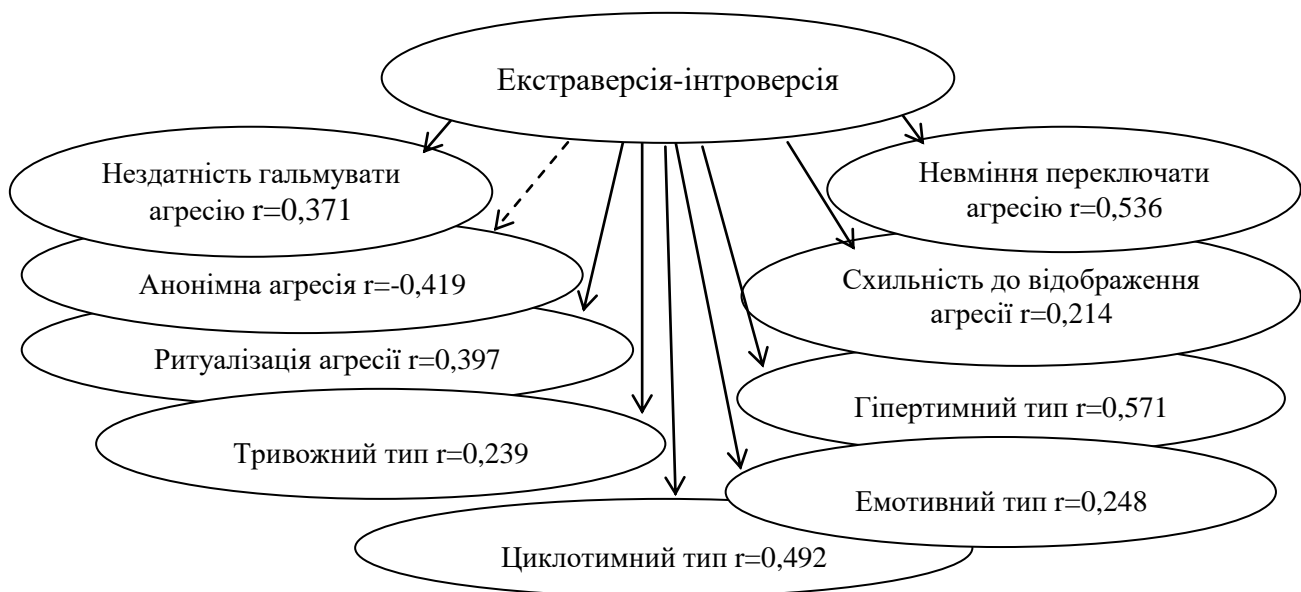 Екстраверсія-інтроверсія
Нездатність гальмувати
агресію r=0,371
Анонімна агресія r=-0,419
Ритуалізація агресії r=0,397
Тривожний тип r=0,239
Циклотимний тип r=0,492
Невміння переключати
агресію r=0,536
Схильність до відображення
агресії r=0,214
Гіпертимний тип r=0,571
Емотивний тип r=0,248